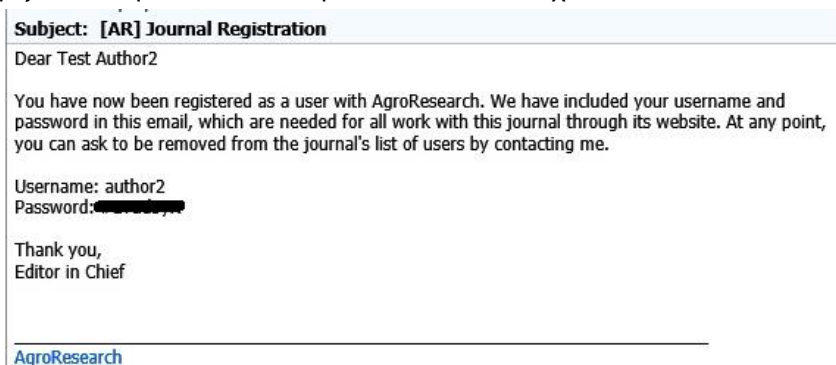 Subject: [AR] Journal Registration
Dear Test Author2
You have now been registered as a user with AgroResearch. We have included your username and
password in this email, which are needed for all work with this journal through its website. At any point,
you can ask to be removed from the journal's list of users by contacting me.
Username: author2
Password:
Thank you,
Editor in Chief
AgroResearch